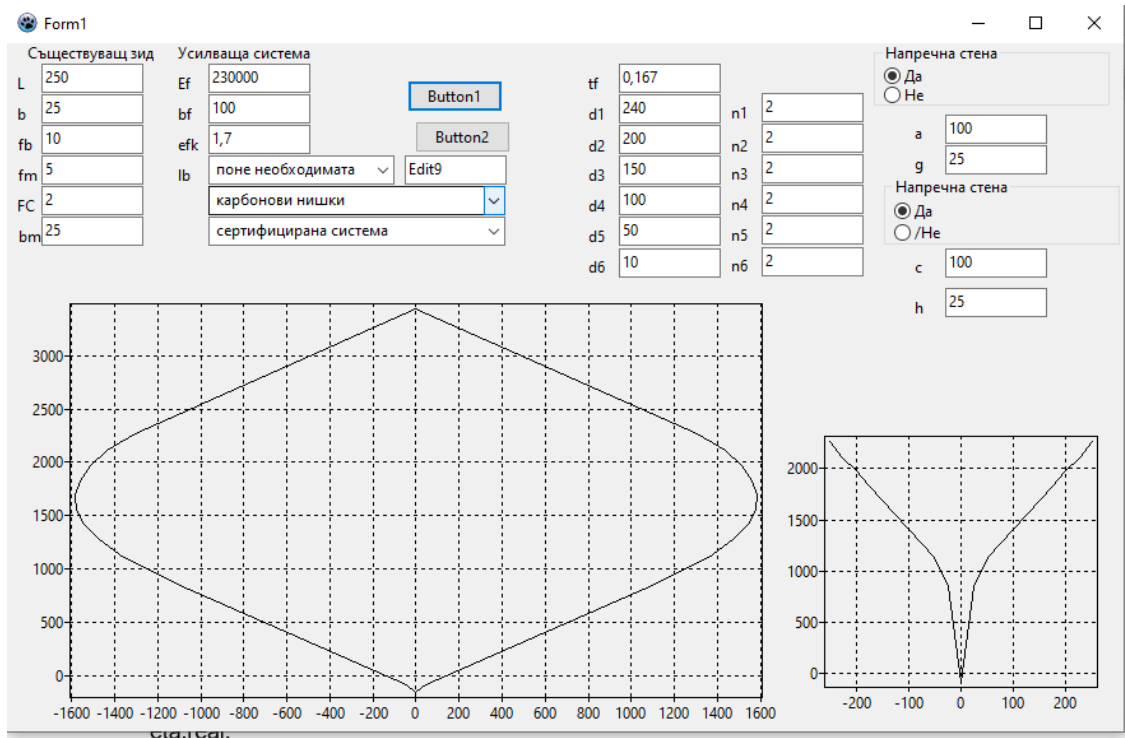 Form1
Съществуващ зид
L 250
b 25
fb 10
fm 5
FC 2
bm 25
Усилваща система
Ef 230000
bf 100
efk 1,7
lb поне необходимата Edit9
карбонови нишки
сертифицирана система
Button1
Button2
tf 0,167
d1 240 n1 2
d2 200 n2 2
d3 150 n3 2
d4 100 n4 2
d5 50 n5 2
d6 10 n6 2
Напречна стена
Да
Не
a 100
g 25
Напречна стена
Да
/Не
c 100
h 25
3000
2500
2000
1500
1000
500
0
-1600 -1400 -1200 -1000 -800 -600 -400 -200 0 200 400 600 800 1000 1200 1400 1600
2000
1500
1000
500
0
-200 -100 0 100 200